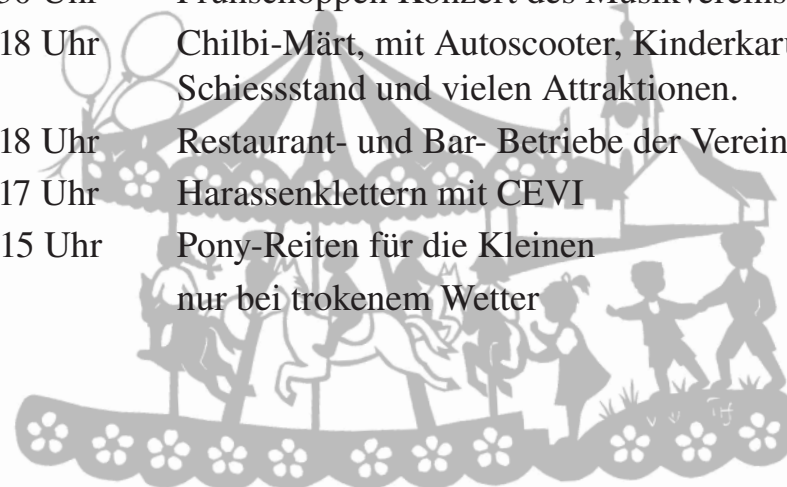 18 Uhr Chilbi-Märt, mit Autoscooter,
Schiessstand und vielen Attraktionen.
18 Uhr Restaurant- und Bar- Betriebe der
17 Uhr Harassenklettern mit CEVI
15 Uhr Pony-Reiten für die Kleinen
nur bei trokenem Wetter